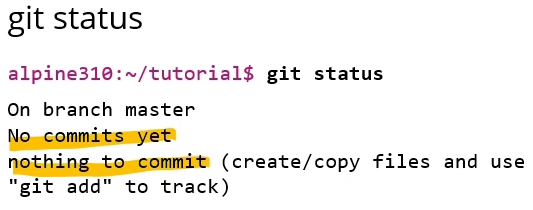 git status
alpine310:~/tutorial$ git status
On branch master
No commits yet
nothing to commit (create/copy files and use
"git add" to track)